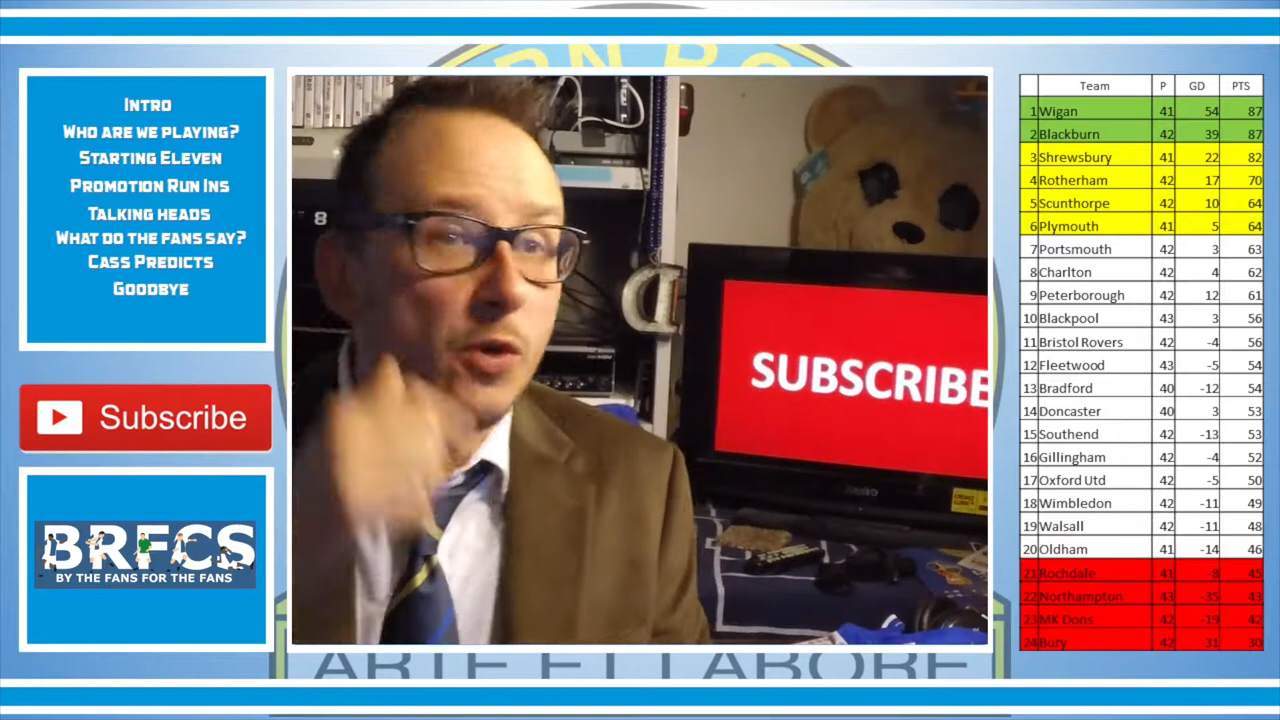 RN RO
INTRO
WHO ARE WE PLAYING?
STARTING ELEVEN
PROMOTION RUN INS
TALKING HEADS
WHAT DO THE FANS SAY?
CASS PREDICTS
GOODBYE
Subscribe
BRFCS
BY THE FANS FOR THE FANS
8
SUBSCRIBE
Team P GD PTS
1 Wigan 41 54 87
2 Blackburn 42 39 87
3 Shrewsbury 41 22 82
4 Rotherham 42 17 70
5 Scunthorpe 42 10 64
6 Plymouth 41 5 64
7 Portsmouth 42 3 63
8 Charlton 42 4 62
9 Peterborough 42 12 61
10 Blackpool 43 3 56
11 Bristol Rovers 42 -4 56
12 Fleetwood 43 -5 54
13 Bradford 40 -12 54
14 Doncaster 40 3 53
15 Southend 42 -13 53
16 Gillingham 42 -4 52
17 Oxford Utd 42 -5 50
18 Wimbledon 42 -11 49
19 Walsall 42 -11 48
20 Oldham 41 -14 46
21 Rochdale 41 -8 45
22 Northampton 43 -35 43
23 MK Dons 42 -19 42
24 Bury 42 -31 30
ARTE ET LABORE